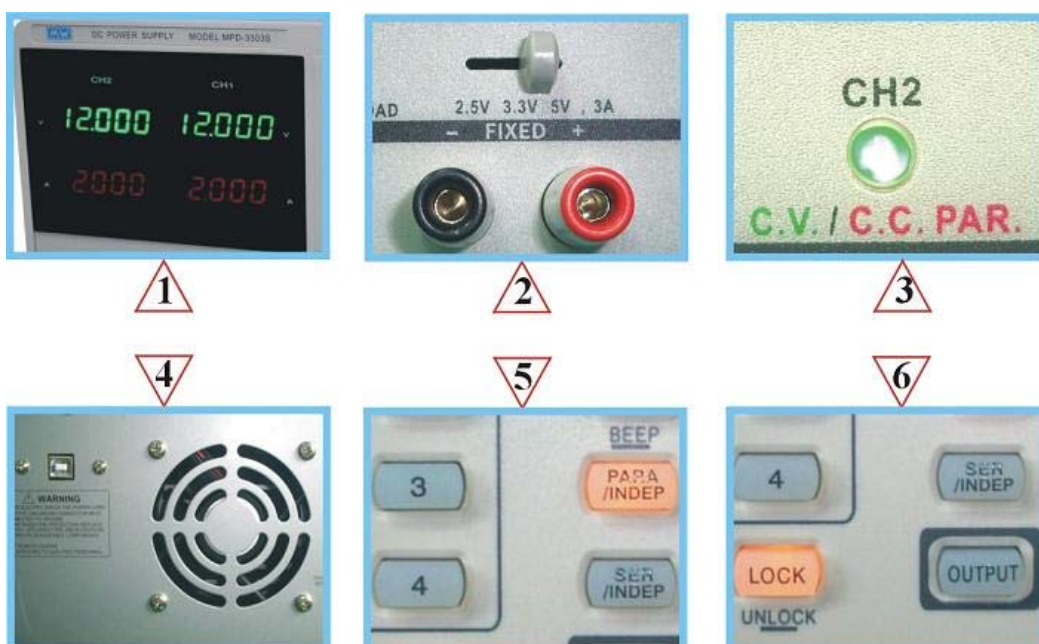 MW DC POWER SUPPLY MODEL MPD-3303S
CH2 CH1
12.000 12.000 V
2.000 2.000
2.5V 3.3V 5V , 3A
- FIXED +
CH2
C.V. / C.C. PAR.
1 2 3
4 5 6
WARNING
BEEP
3 PARA
/INDEP
4 SER
/INDEP
4 SER
/INDEP
LOCK OUTPUT
UNLOCK